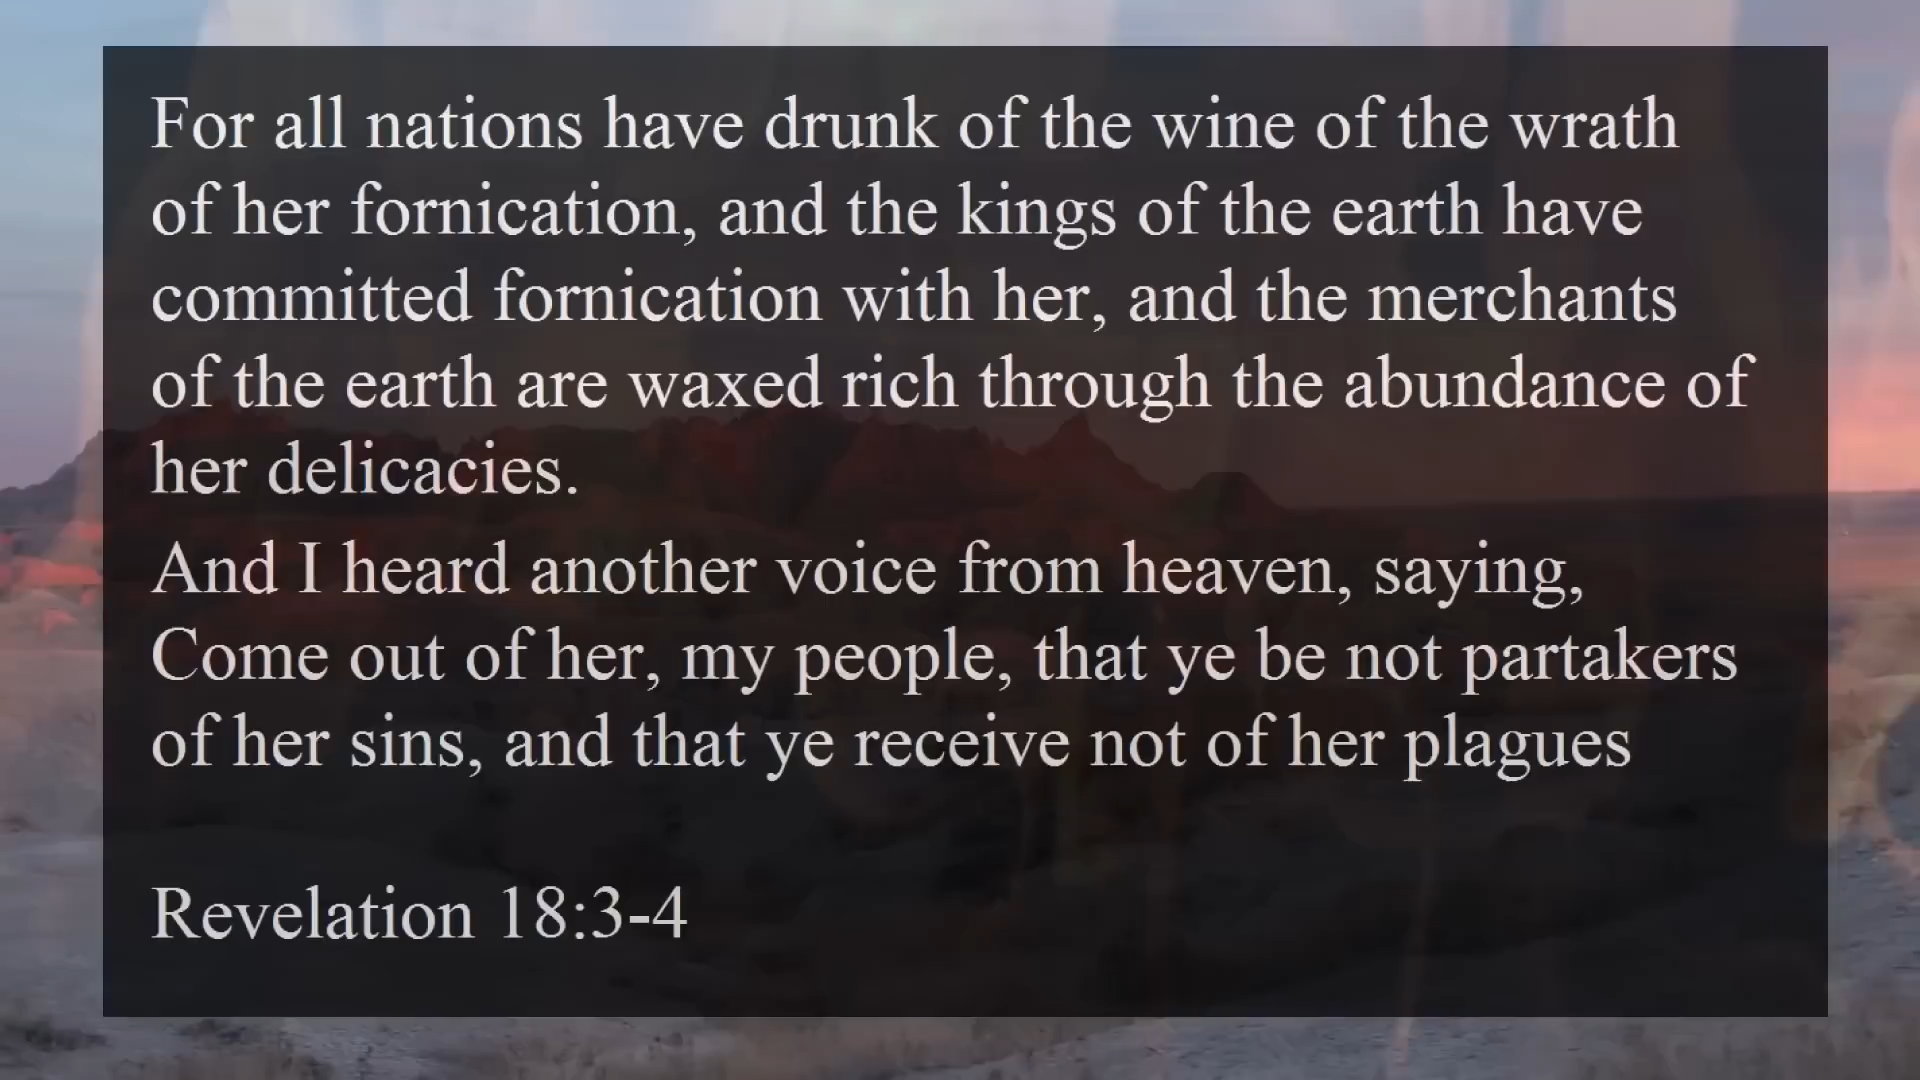 For all nations have drunk of the wine of the wrath
of her fornication, and the kings of the earth have
committed fornication with her, and the merchants
of the earth are waxed rich through the abundance of
her delicacies.
And I heard another voice from heaven, saying,
Come out of her, my people, that ye be not partakers
of her sins, and that ye receive not of her plagues
Revelation 18:3-4